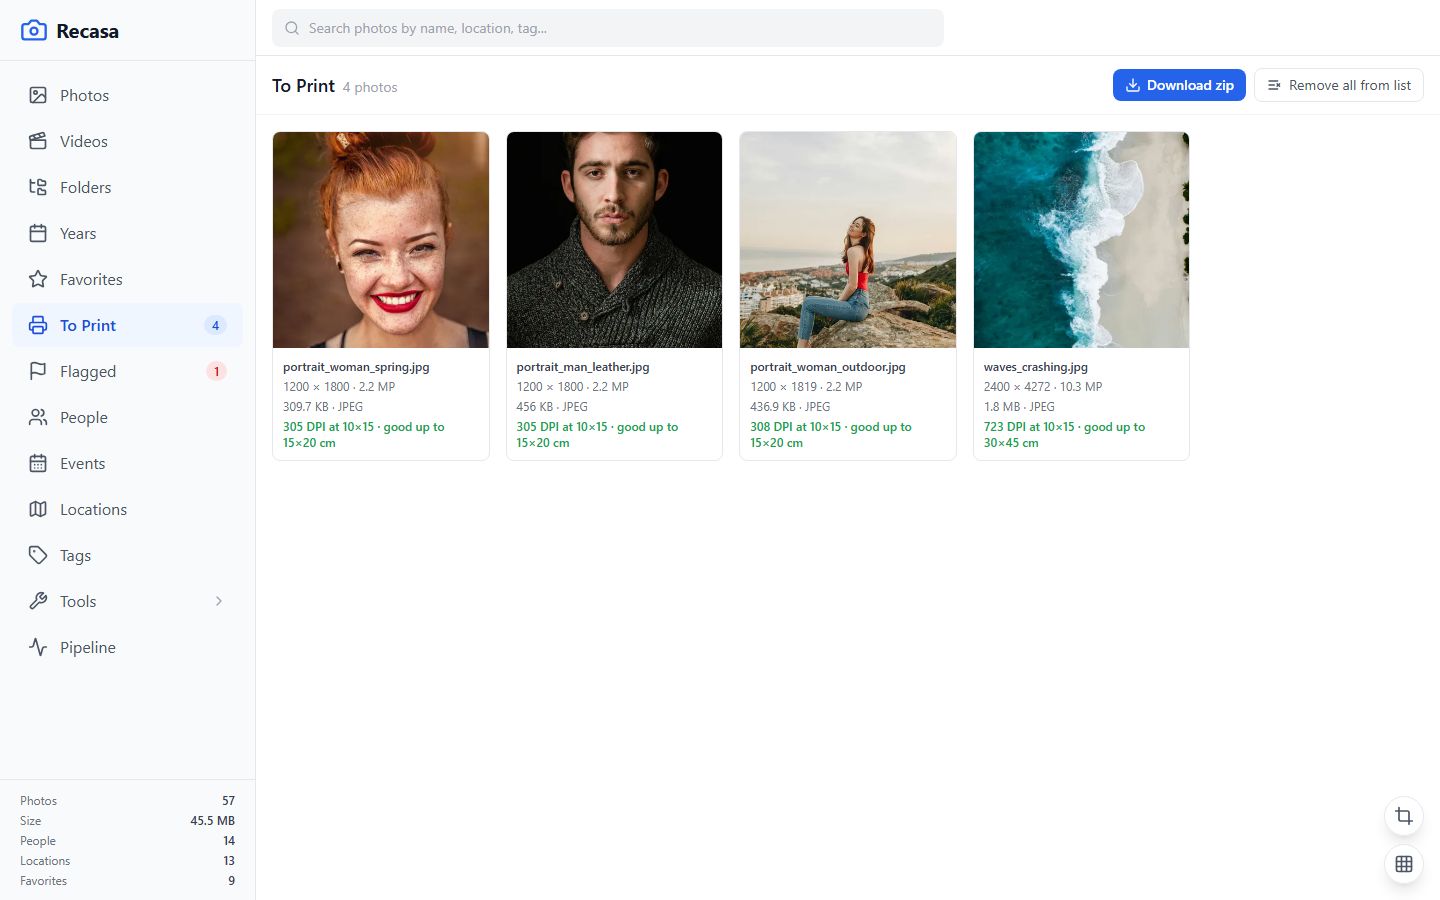 Recasa
Search photos by name, location, tag...
Photos
Videos
Folders
Years
Favorites
To Print 4
Flagged 1
People
Events
Locations
Tags
Tools
Pipeline
Photos 57
Size 45.5 MB
People 14
Locations 13
Favorites 9
To Print 4 photos
Download zip
Remove all from list
portrait_woman_spring.jpg
1200 × 1800 · 2.2 MP
309.7 KB · JPEG
305 DPI at 10×15 · good up to
15×20 cm
portrait_man_leather.jpg
1200 × 1800 · 2.2 MP
456 KB · JPEG
305 DPI at 10×15 · good up to
15×20 cm
portrait_woman_outdoor.jpg
1200 × 1819 · 2.2 MP
436.9 KB · JPEG
308 DPI at 10×15 · good up to
15×20 cm
waves_crashing.jpg
2400 × 4272 · 10.3 MP
1.8 MB · JPEG
723 DPI at 10×15 · good up to
30×45 cm